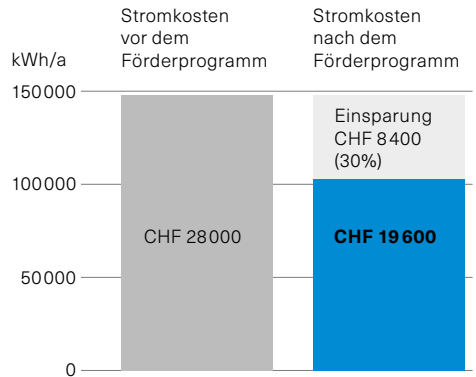 Stromkosten
vor dem
Förderprogramm
Stromkosten
nach dem
Förderprogramm
kWh/a
150 000
100 000
50 000
0
CHF 28 000
Einsparung
CHF 8 400
(30%)
CHF 19 600